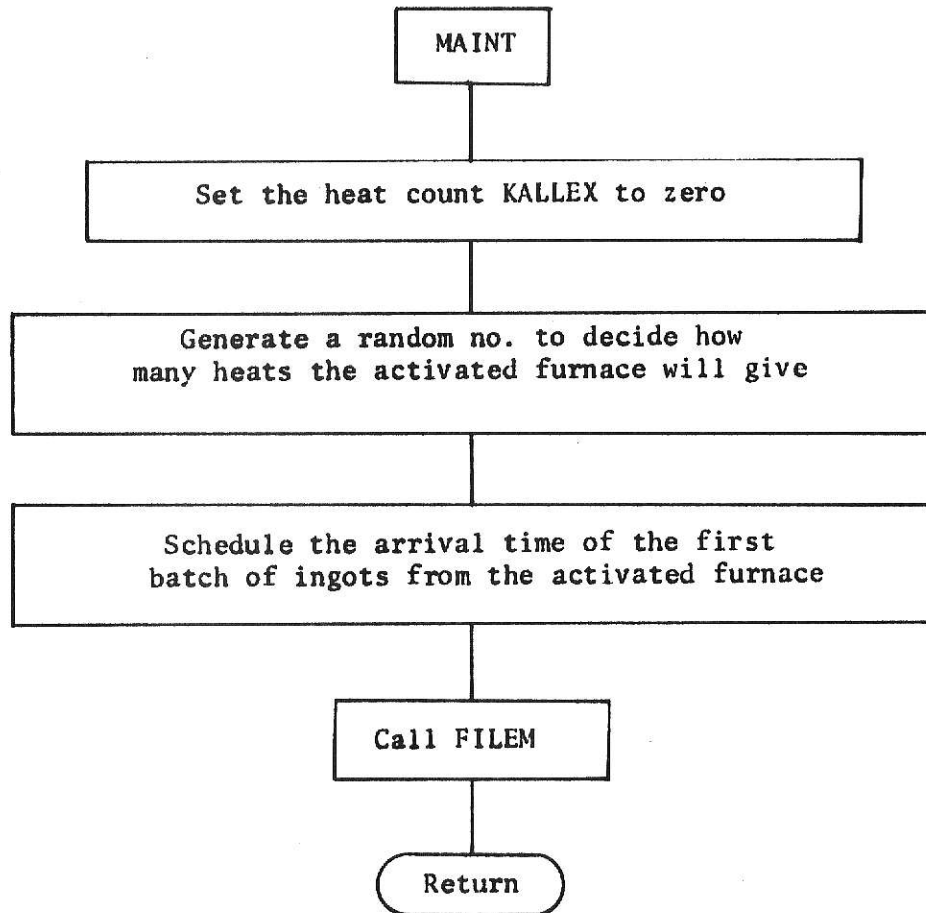 MAINT
Set the heat count KALLEX to zero
Generate a random no. to decide how
many heats the activated furnace will give
Schedule the arrival time of the first
batch of ingots from the activated furnace
Call FILEM
Return